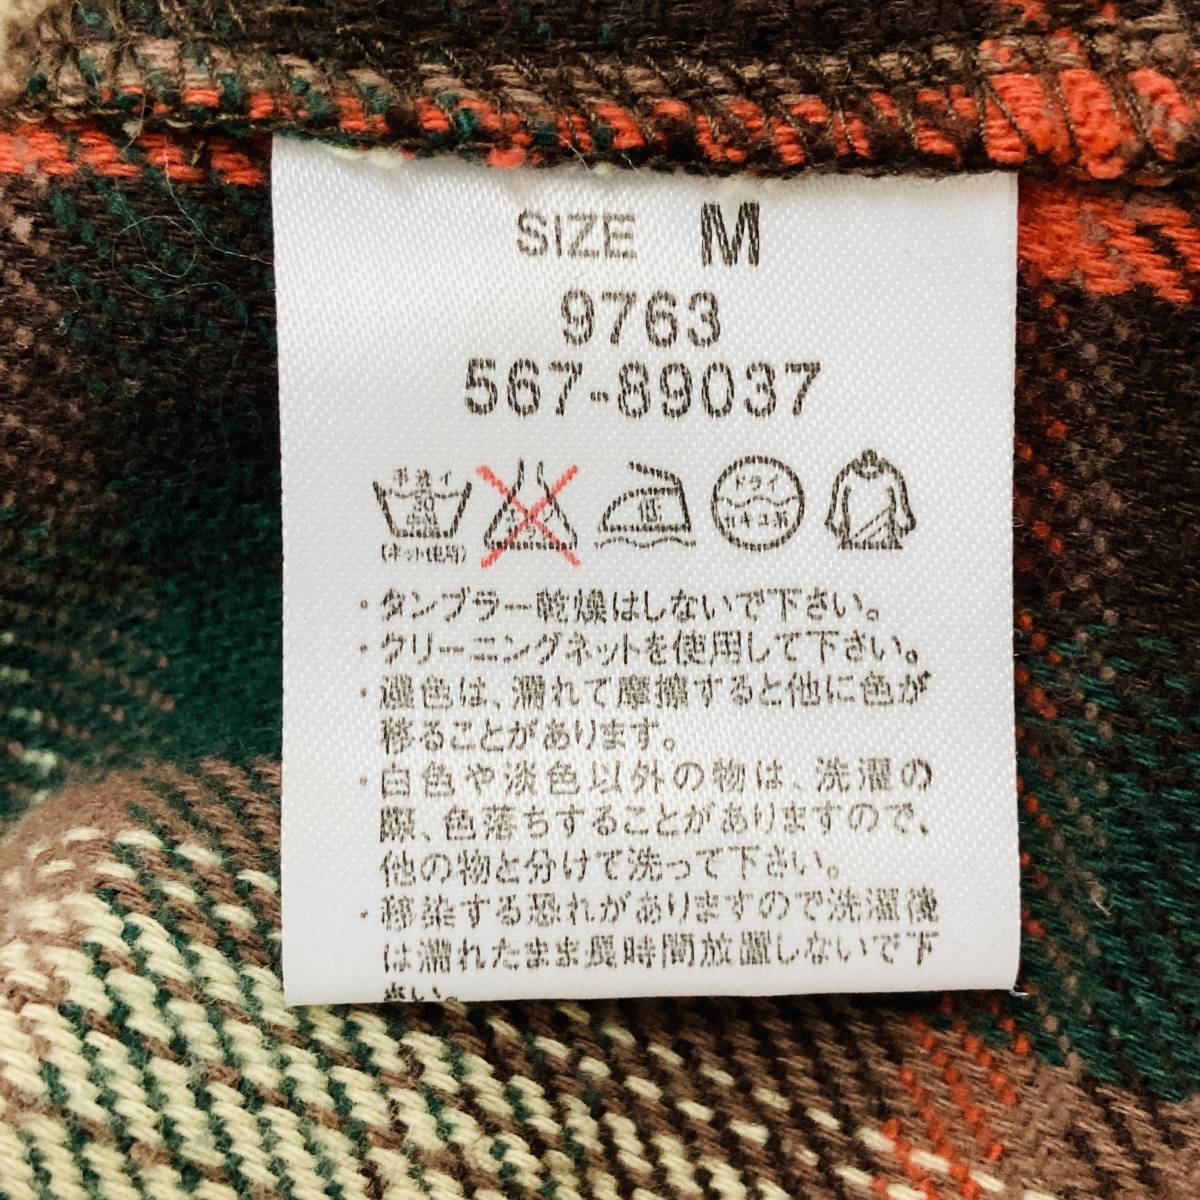 SIZE M
9763
567-89037
手洗イ ドライ
30 中 セキユ系
(ネット使用)
・タンブラー乾燥はしないで下さい。
・クリーニングネットを使用して下さい。
・濃色は、濡れて摩擦すると他に色が
移ることがあります。
・白色や淡色以外の物は、洗濯の
際、色落ちすることがありますので、
他の物と分けて洗って下さい。
・移染する恐れがありますので洗濯後
は濡れたまま長時間放置しないで下
さい。